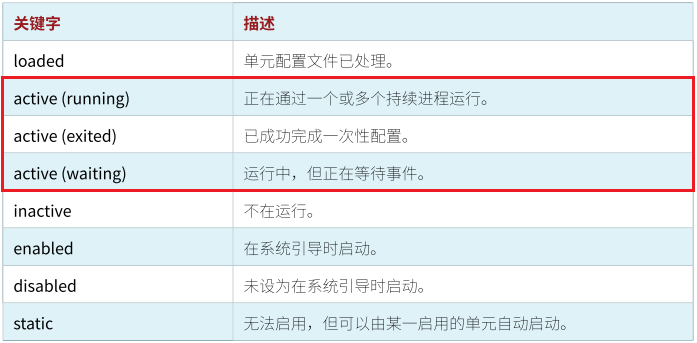 关键字 描述
loaded 单元配置文件已处理。
active (running) 正在通过一个或多个持续进程运行。
active (exited) 已成功完成一次性配置。
active (waiting) 运行中，但正在等待事件。
inactive 不在运行。
enabled 在系统引导时启动。
disabled 未设为在系统引导时启动。
static 无法启用，但可以由某一启用的单元自动启动。